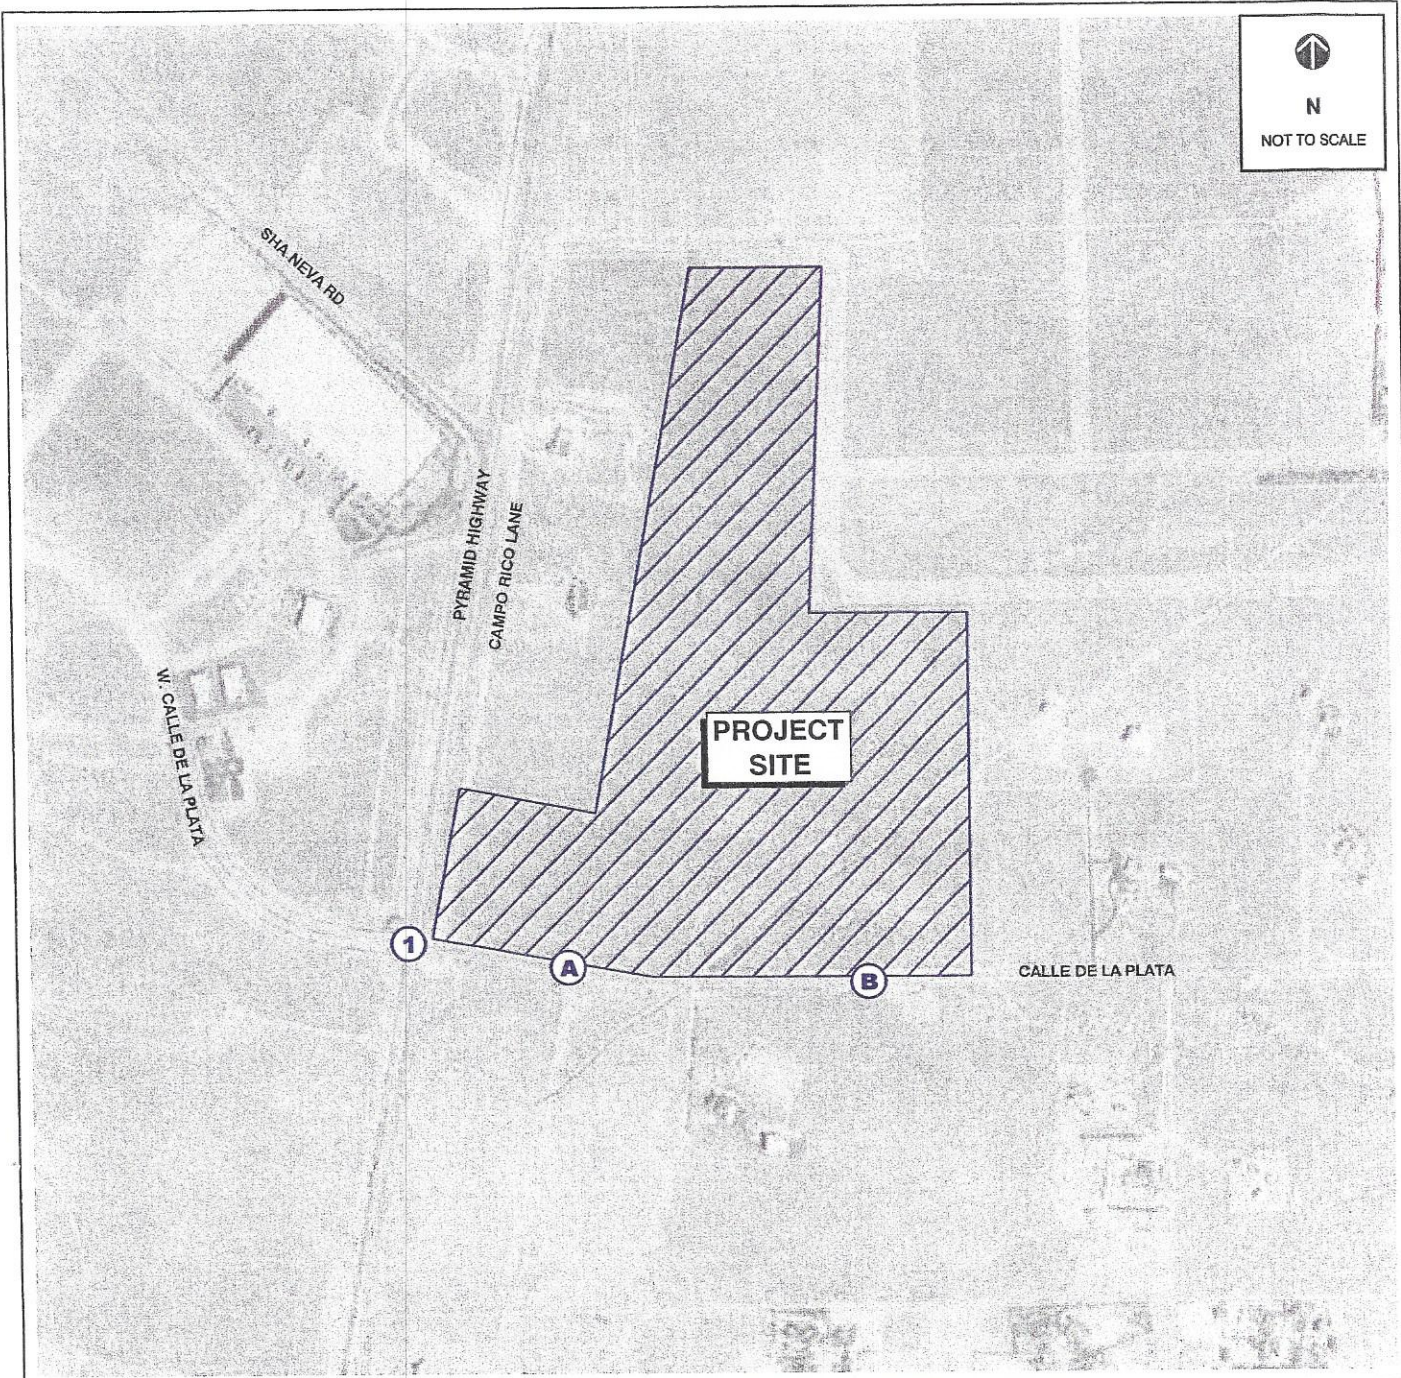 N
NOT TO SCALE
SHA NEVA RD
PYRAMID HIGHWAY
CAMPO RICO LANE
W. CALLE DE LA PLATA
PROJECT
SITE
1
A
B
CALLE DE LA PLATA